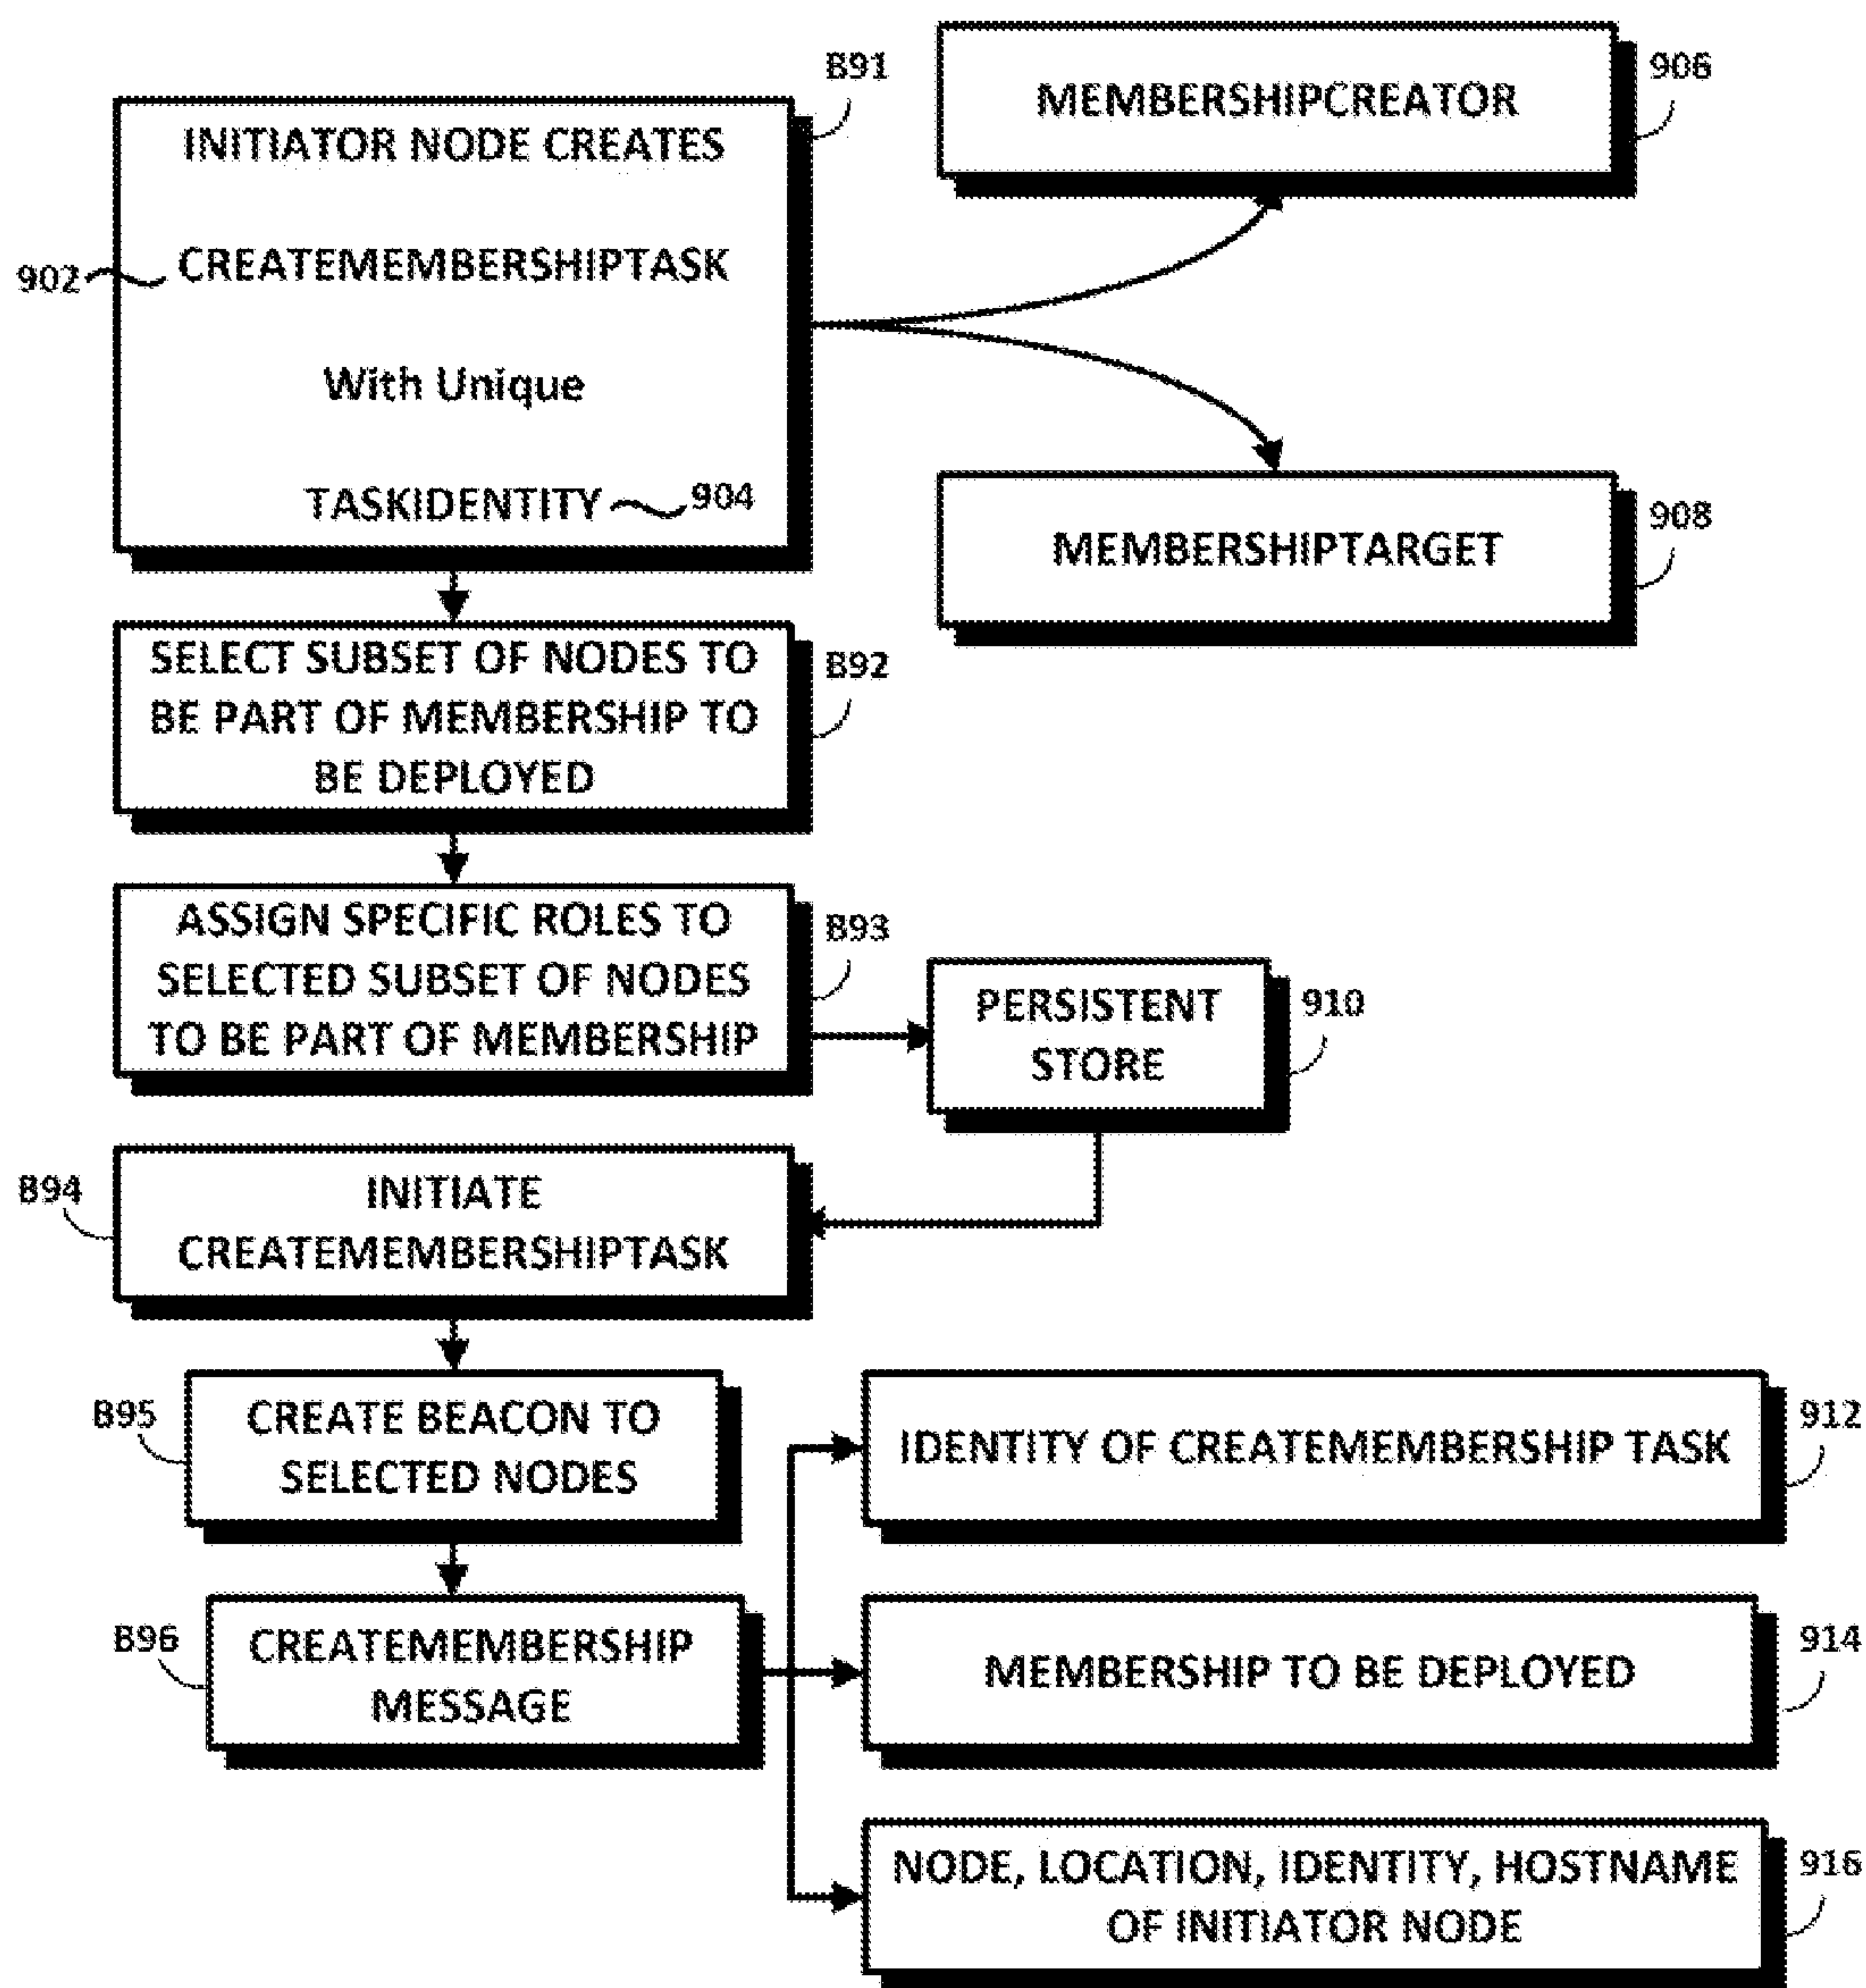 B91
INITIATOR NODE CREATES
902
CREATEMEMBERSHIPTASK
With Unique
TASKIDENTITY
904
MEMBERSHIPCREATOR
906
MEMBERSHIPTARGET
908
SELECT SUBSET OF NODES TO
BE PART OF MEMBERSHIP TO
BE DEPLOYED
B92
ASSIGN SPECIFIC ROLES TO
SELECTED SUBSET OF NODES
TO BE PART OF MEMBERSHIP
B93
PERSISTENT
STORE
910
B94
INITIATE
CREATEMEMBERSHIPTASK
B95
CREATE BEACON TO
SELECTED NODES
B96
CREATEMEMBERSHIP
MESSAGE
IDENTITY OF CREATEMEMBERSHIP TASK
912
MEMBERSHIP TO BE DEPLOYED
914
NODE, LOCATION, IDENTITY, HOSTNAME
OF INITIATOR NODE
916